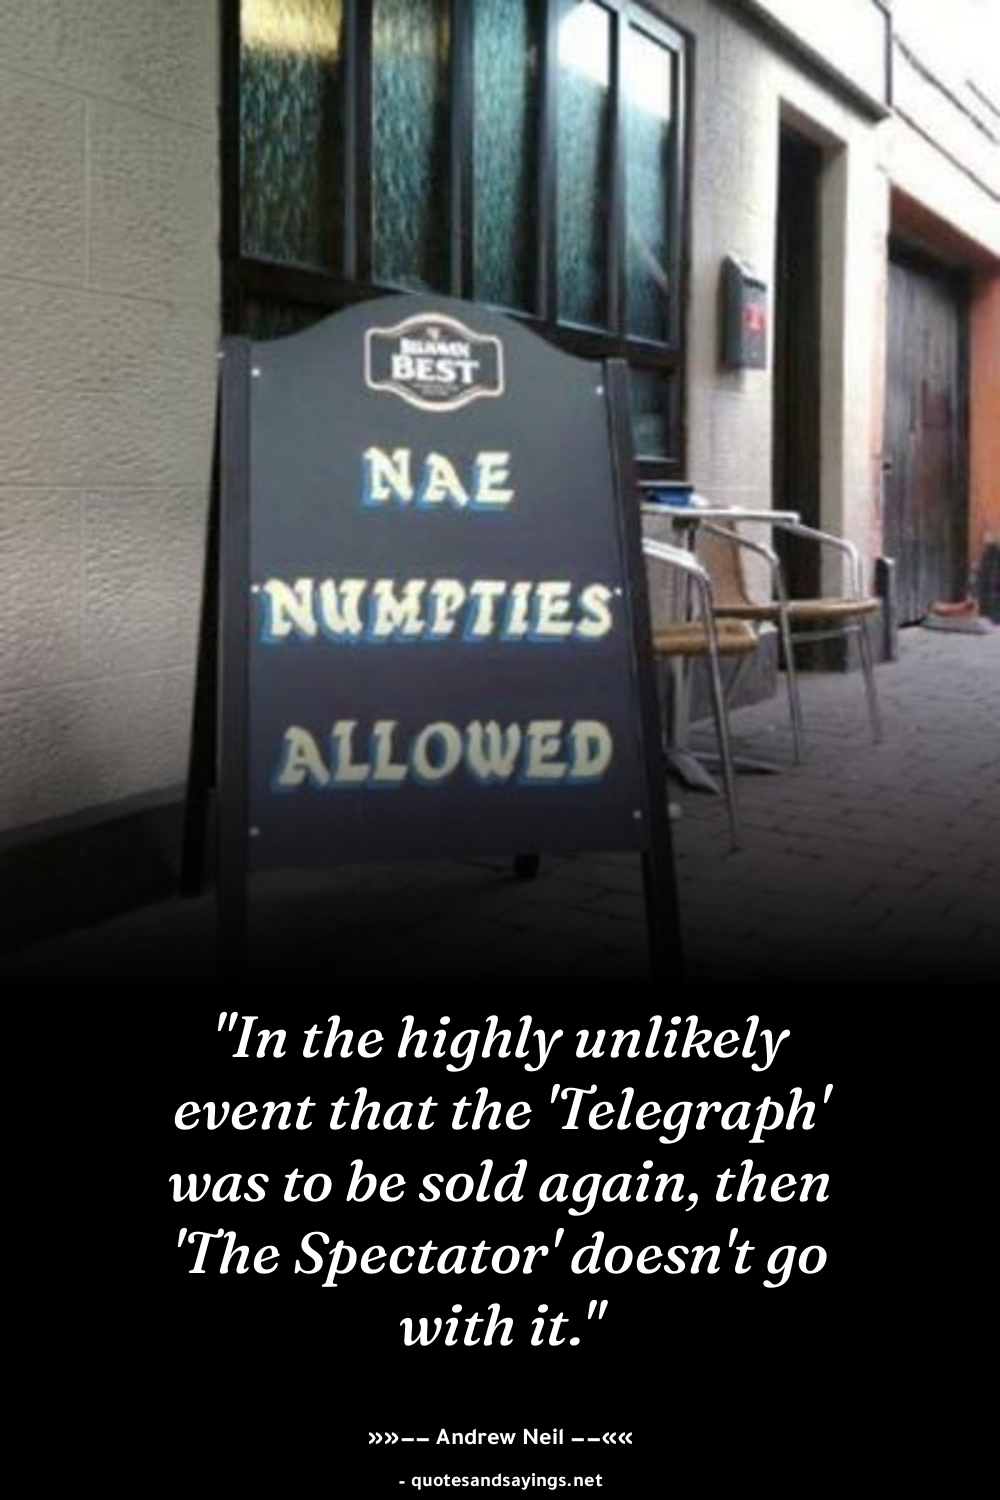 BEST
NAE
NUMPTIES
ALLOWED
"In the highly unlikely
event that the 'Telegraph'
was to be sold again, then
'The Spectator' doesn't go
with it."
»»–– Andrew Neil ––««
- quotesandsayings.net